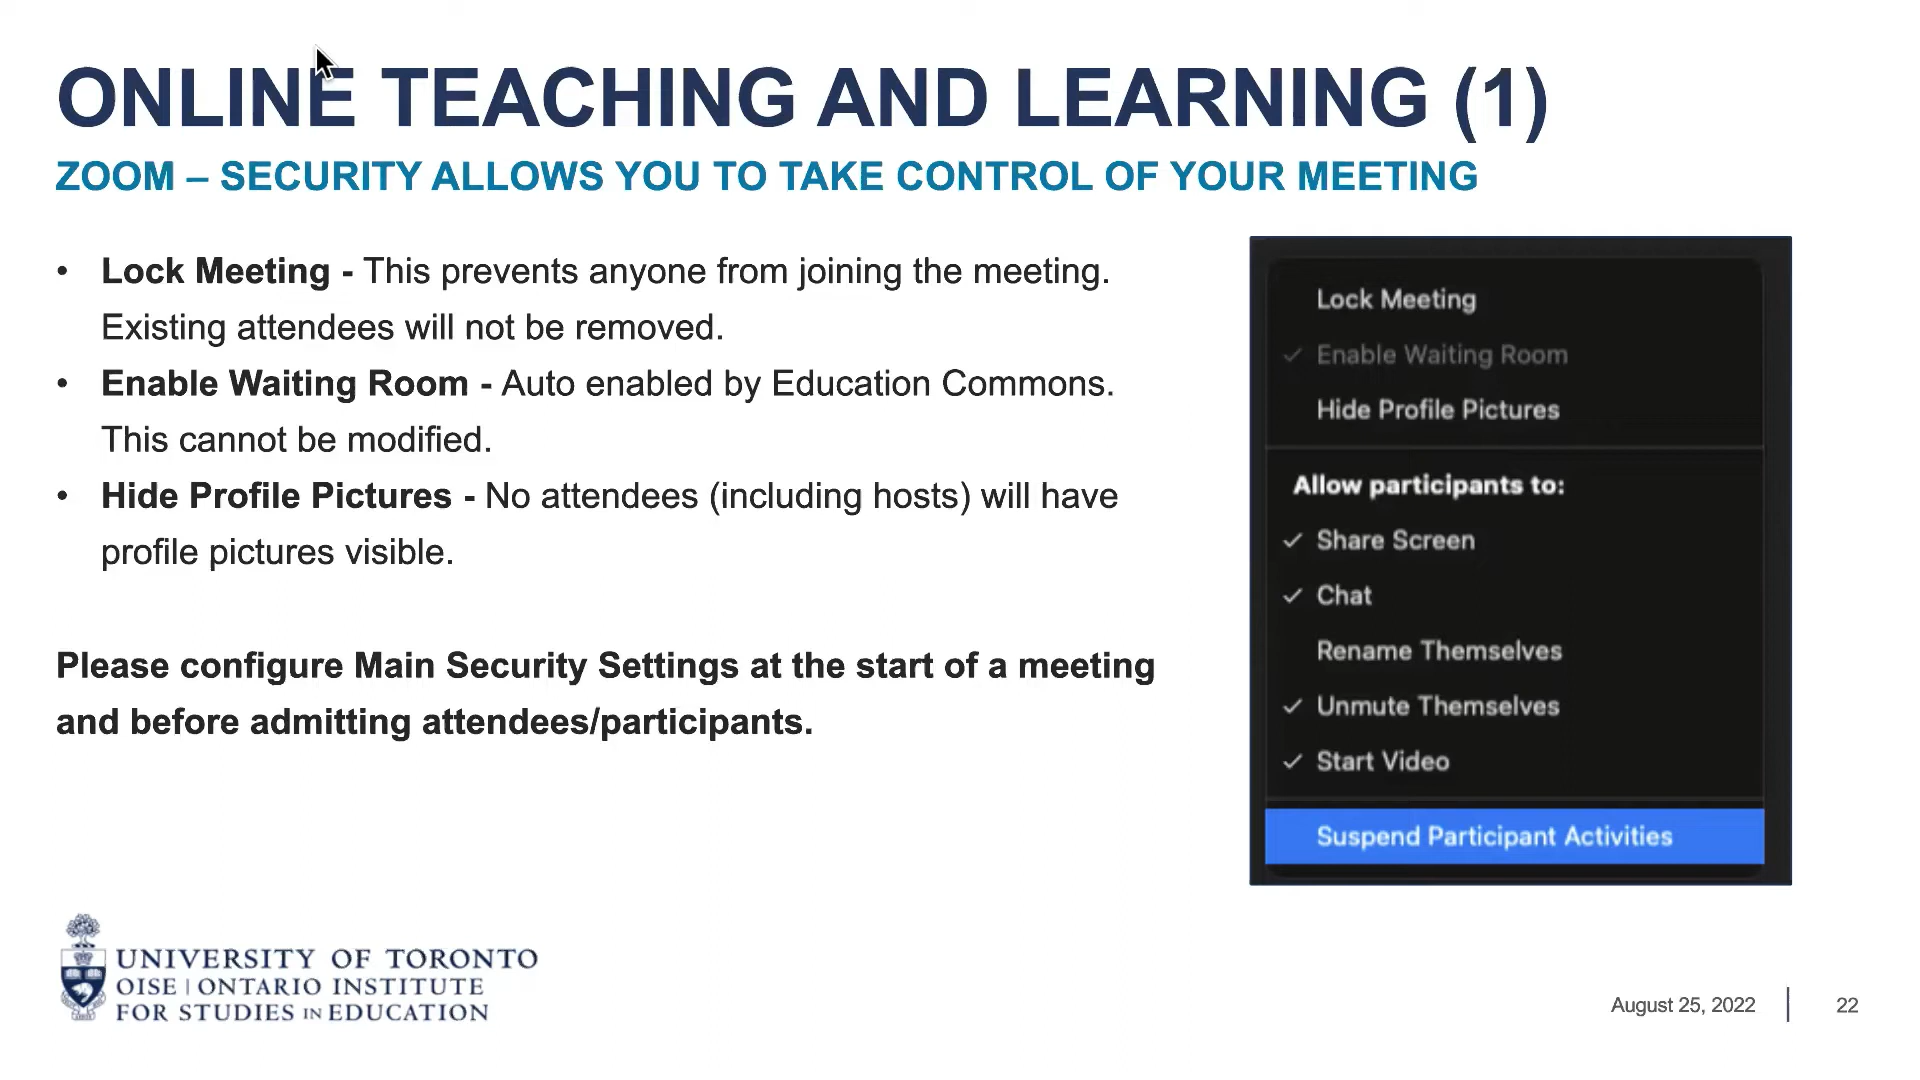 ONLINE TEACHING AND LEARNING (1)
ZOOM – SECURITY ALLOWS YOU TO TAKE CONTROL OF YOUR MEETING
• Lock Meeting - This prevents anyone from joining the meeting.
Existing attendees will not be removed.
• Enable Waiting Room - Auto enabled by Education Commons.
This cannot be modified.
• Hide Profile Pictures - No attendees (including hosts) will have
profile pictures visible.
Please configure Main Security Settings at the start of a meeting
and before admitting attendees/participants.
Lock Meeting
✓ Enable Waiting Room
Hide Profile Pictures
Allow participants to:
✓ Share Screen
✓ Chat
Rename Themselves
✓ Unmute Themselves
✓ Start Video
Suspend Participant Activities
UNIVERSITY OF TORONTO
OISE | ONTARIO INSTITUTE
FOR STUDIES IN EDUCATION
August 25, 2022 | 22